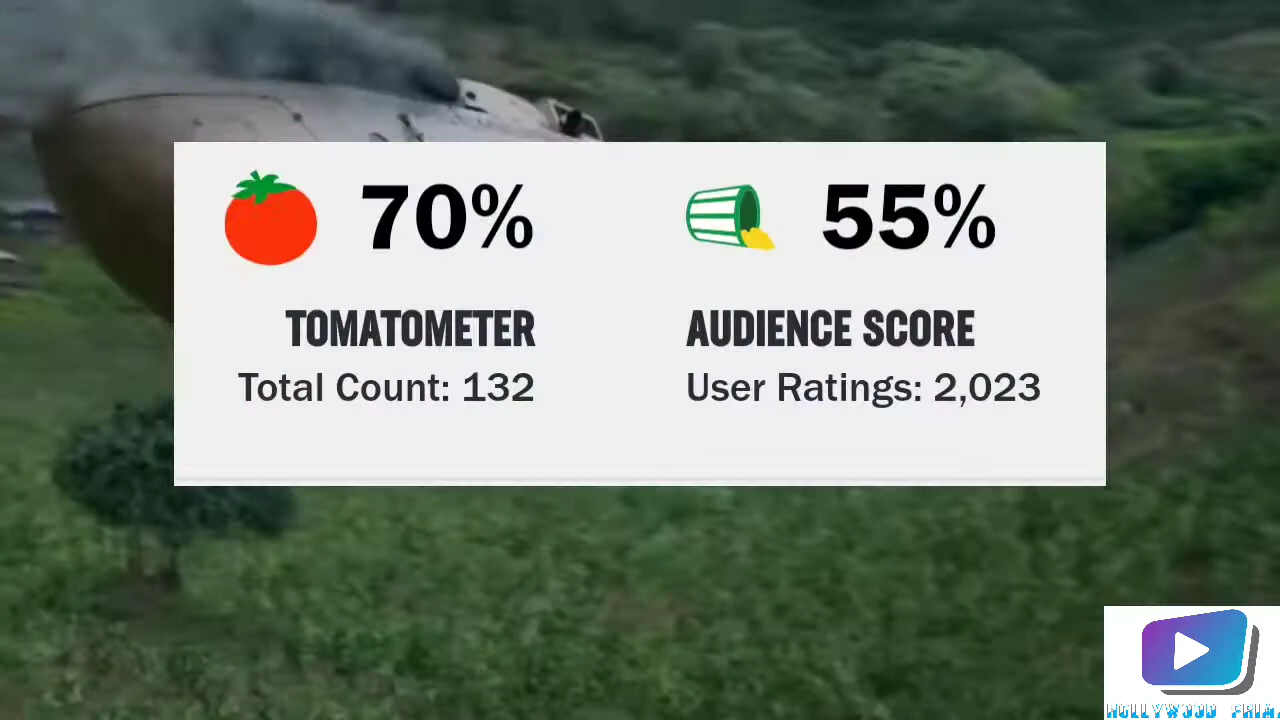 70%
55%
TOMATOMETER
AUDIENCE SCORE
Total Count: 132
User Ratings: 2,023